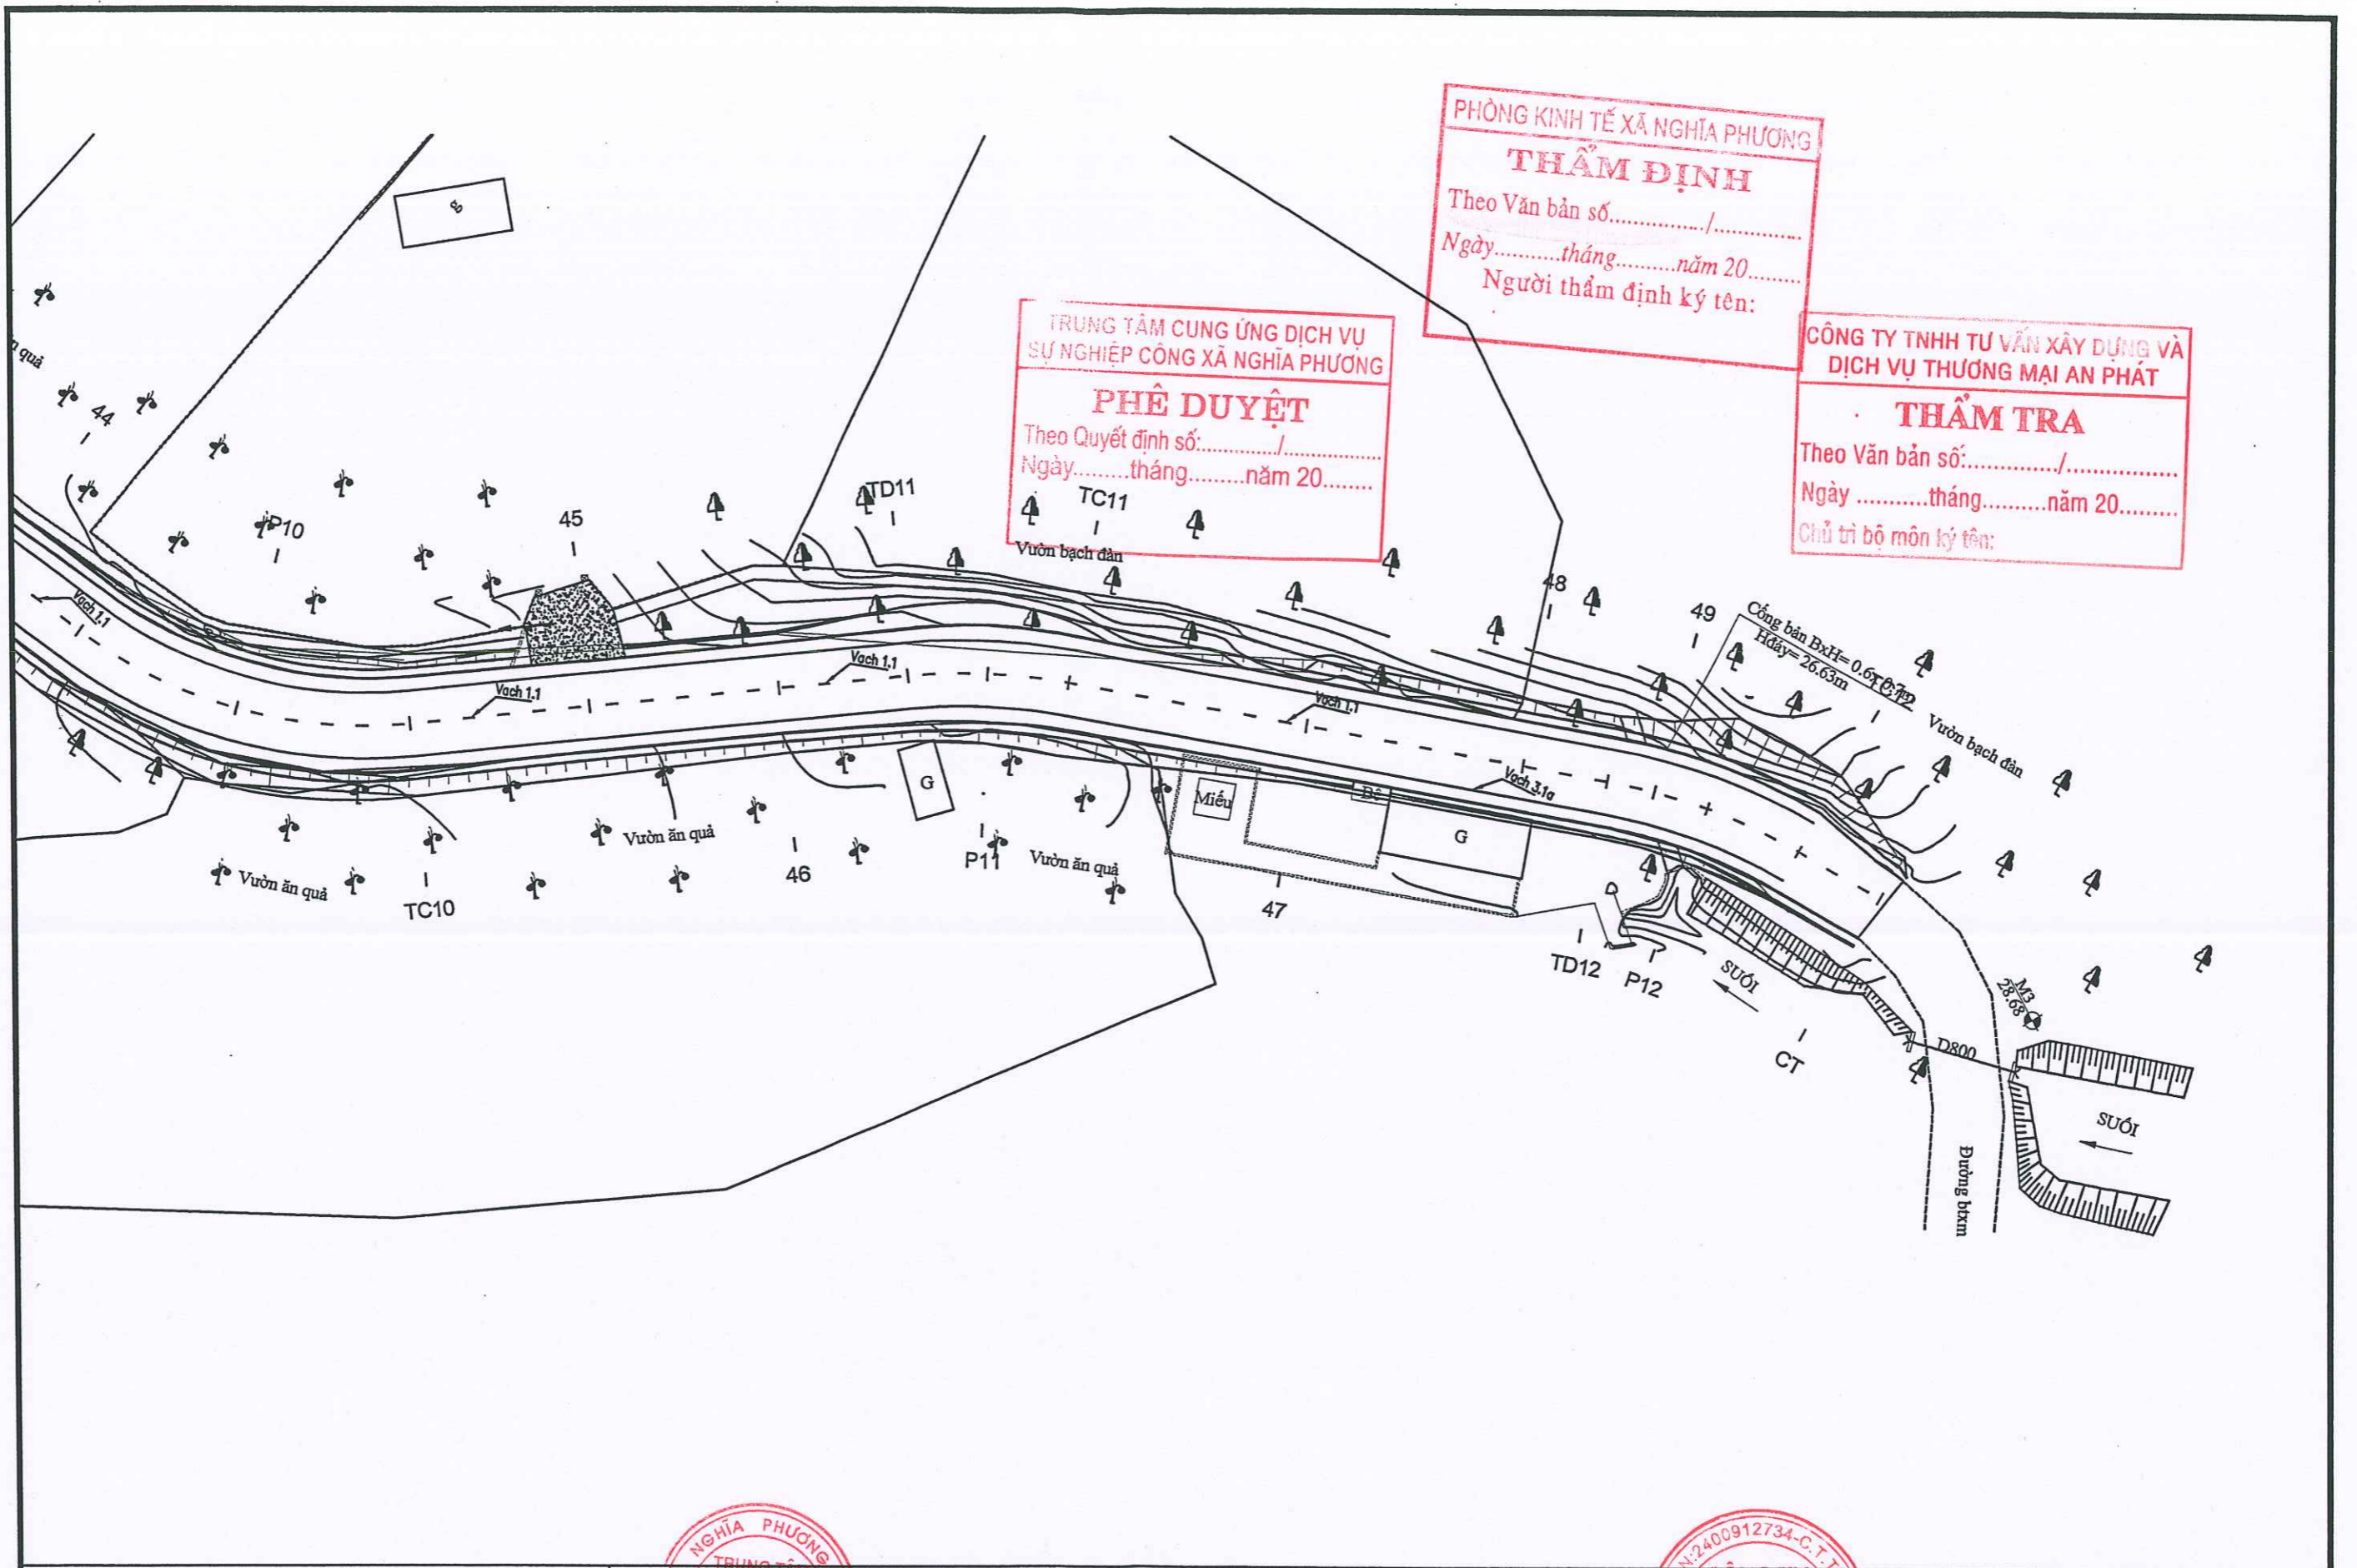 PHÒNG KINH TẾ XÃ NGHĨA PHƯƠNG
THẨM ĐỊNH
Theo Văn bản số............../..............
Ngày...........tháng..........năm 20.........
Người thẩm định ký tên:
TRUNG TÂM CUNG ỨNG DỊCH VỤ
SỰ NGHIỆP CÔNG XÃ NGHĨA PHƯƠNG
PHÊ DUYỆT
Theo Quyết định số:............./.................
Ngày.........tháng.........năm 20........
CÔNG TY TNHH TƯ VẤN XÂY DỰNG VÀ
DỊCH VỤ THƯƠNG MẠI AN PHÁT
THẨM TRA
Theo Văn bản số:............./.................
Ngày ...........tháng..........năm 20.........
Chủ trì bộ môn ký tên:
g
quả
44
P10
45
TD11
TC11
Vườn bạch đàn
48
49
Cống bản BxH= 0.6x0.7m
Hđáy= 26.63m
Vườn bạch đàn
Vạch 1.1
Vạch 1.1
Vạch 1.1
Vạch 1.1
Vạch 3.1a
G
Miếu
Bê
G
Vườn ăn quả
Vườn ăn quả
Vườn ăn quả
TC10
46
P11
47
TD12
P12
SUỐI
CT
M3
28.68
D800
SUỐI
Đường btxm
NGHĨA PHƯƠNG
N:2400912734-C.T.T